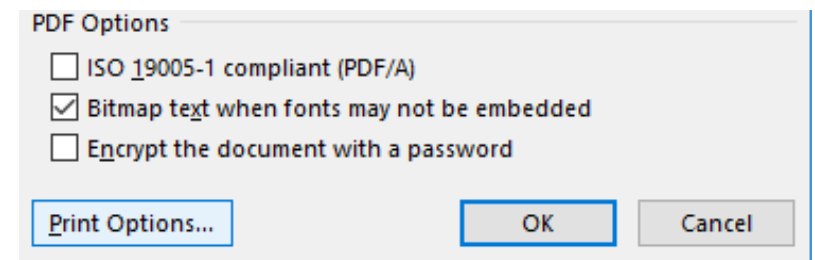 PDF Options
ISO 19005-1 compliant (PDF/A)
Bitmap text when fonts may not be embedded
Encrypt the document with a password
Print Options... OK Cancel